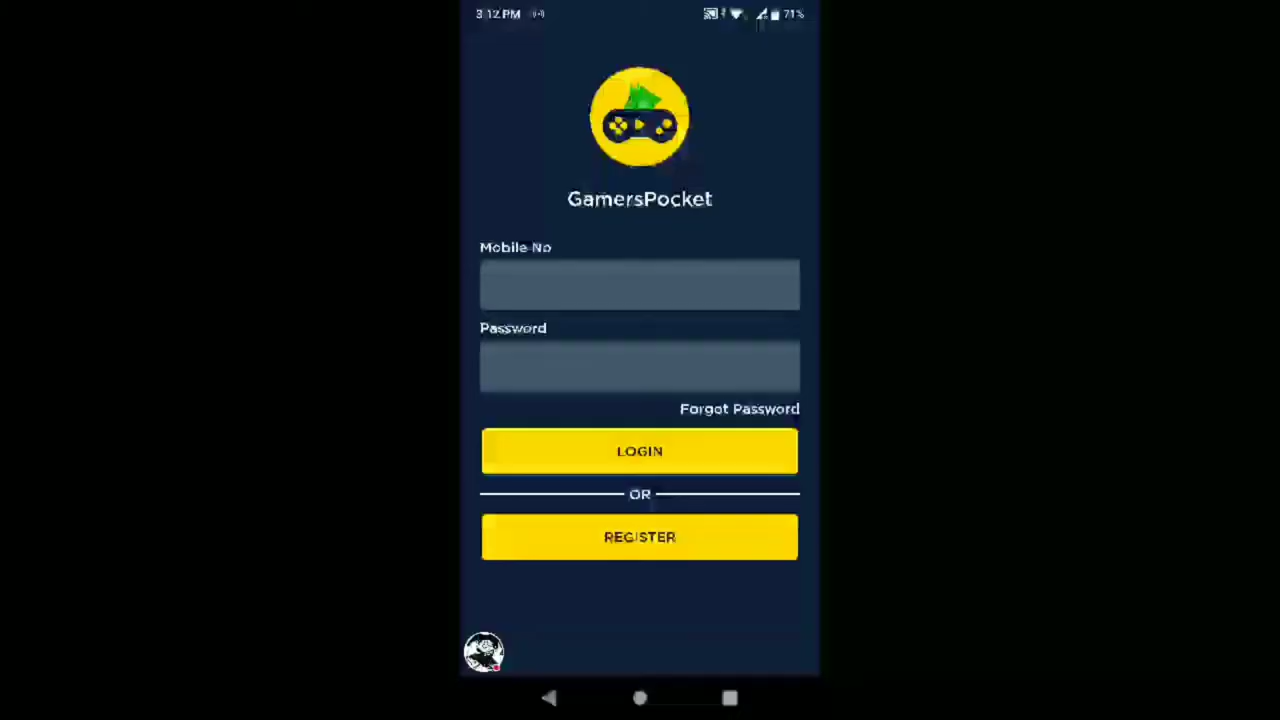 3:12 PM 71%
GamersPocket
Mobile No
Password
Forgot Password
LOGIN
OR
REGISTER